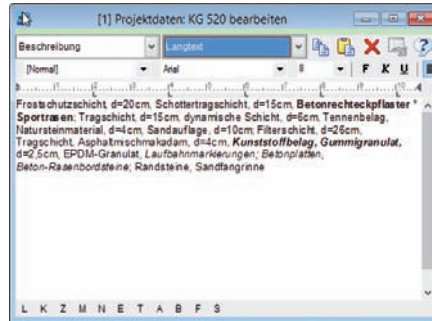 [1] Projektdaten: KG 520 bearbeiten
Beschreibung Langtext
[Normal] Arial 8 F K U
Frostschutzschicht, d=20cm, Schottertragschicht, d=15cm, Betonrechteckpflaster *
Sportrasen; Tragschicht, d=15cm, dynamische Schicht, d=6cm, Tennenbelag,
Natursteinmaterial, d=4cm, Sandauflage, d=10cm; Filterschicht, d=26cm,
Tragschicht, Asphaltmischmakadam, d=4cm, Kunststoffbelag, Gummigranulat,
d=2,5cm, EPDM-Granulat, Laufbahnmarkierungen; Betonplatten,
Beton-Rasenbordsteine; Randsteine, Sandfangrinne
L K Z M N E T A B F S